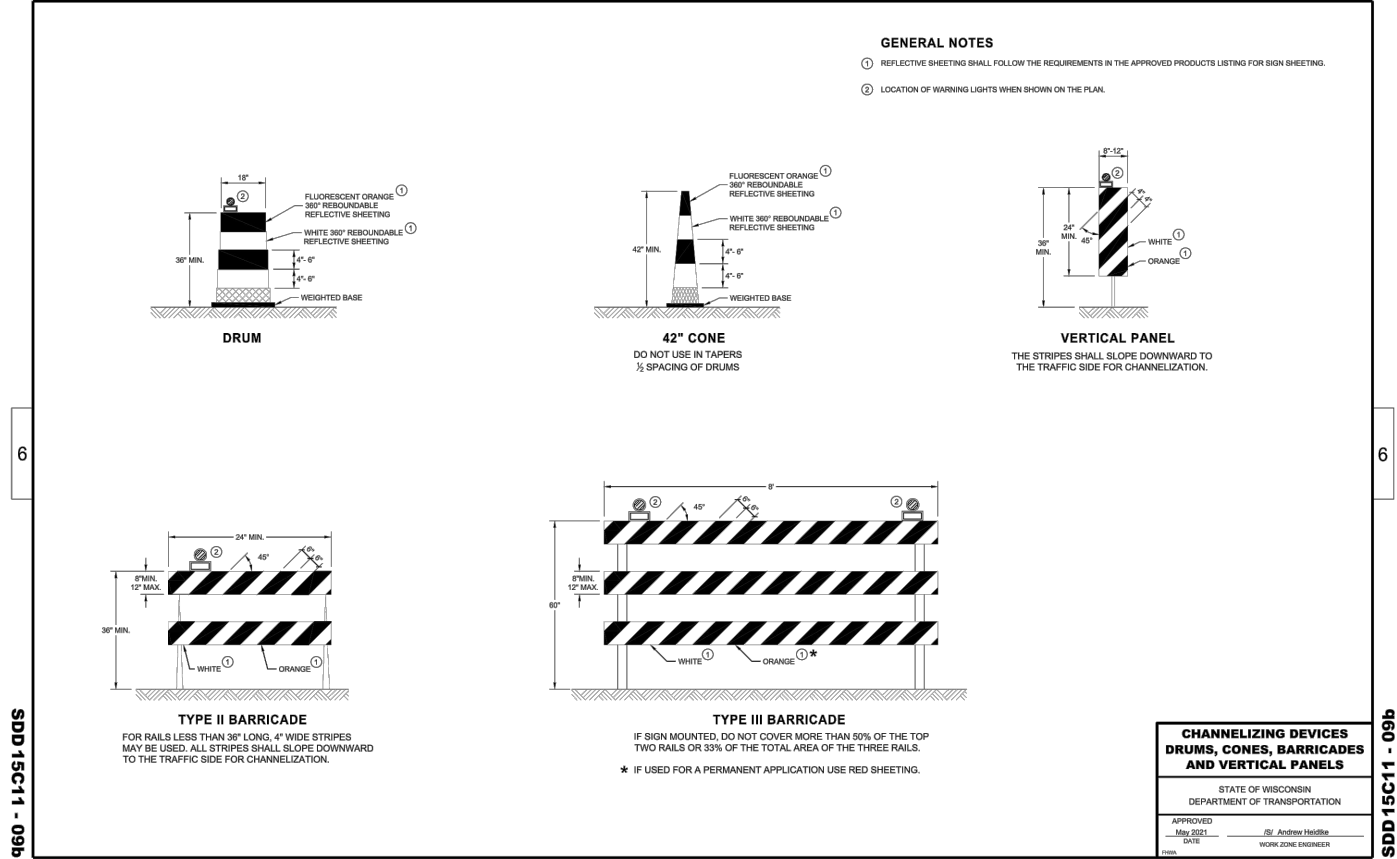 GENERAL NOTES
1 REFLECTIVE SHEETING SHALL FOLLOW THE REQUIREMENTS IN THE APPROVED PRODUCTS LISTING FOR SIGN SHEETING.
2 LOCATION OF WARNING LIGHTS WHEN SHOWN ON THE PLAN.
18"
2
FLUORESCENT ORANGE 1
360° REBOUNDABLE
REFLECTIVE SHEETING
WHITE 360° REBOUNDABLE 1
REFLECTIVE SHEETING
36" MIN.
4"- 6"
4"- 6"
WEIGHTED BASE
DRUM
FLUORESCENT ORANGE 1
360° REBOUNDABLE
REFLECTIVE SHEETING
WHITE 360° REBOUNDABLE 1
REFLECTIVE SHEETING
42" MIN.
4"- 6"
4"- 6"
WEIGHTED BASE
42" CONE
DO NOT USE IN TAPERS
½ SPACING OF DRUMS
8"-12"
2
4"
4"
24"
MIN.
45°
36"
MIN.
WHITE 1
ORANGE 1
VERTICAL PANEL
THE STRIPES SHALL SLOPE DOWNWARD TO
THE TRAFFIC SIDE FOR CHANNELIZATION.
6
6
24" MIN.
2
45°
6"
6"
8"MIN.
12" MAX.
36" MIN.
WHITE 1
ORANGE 1
TYPE II BARRICADE
FOR RAILS LESS THAN 36" LONG, 4" WIDE STRIPES
MAY BE USED. ALL STRIPES SHALL SLOPE DOWNWARD
TO THE TRAFFIC SIDE FOR CHANNELIZATION.
8'
2
45°
6"
6"
2
8"MIN.
12" MAX.
60"
WHITE 1
ORANGE 1 *
TYPE III BARRICADE
IF SIGN MOUNTED, DO NOT COVER MORE THAN 50% OF THE TOP
TWO RAILS OR 33% OF THE TOTAL AREA OF THE THREE RAILS.
* IF USED FOR A PERMANENT APPLICATION USE RED SHEETING.
SDD 15C11 - 09b
SDD 15C11 - 09b
CHANNELIZING DEVICES
DRUMS, CONES, BARRICADES
AND VERTICAL PANELS
STATE OF WISCONSIN
DEPARTMENT OF TRANSPORTATION
APPROVED
May 2021 /S/ Andrew Heidtke
DATE WORK ZONE ENGINEER
FHWA